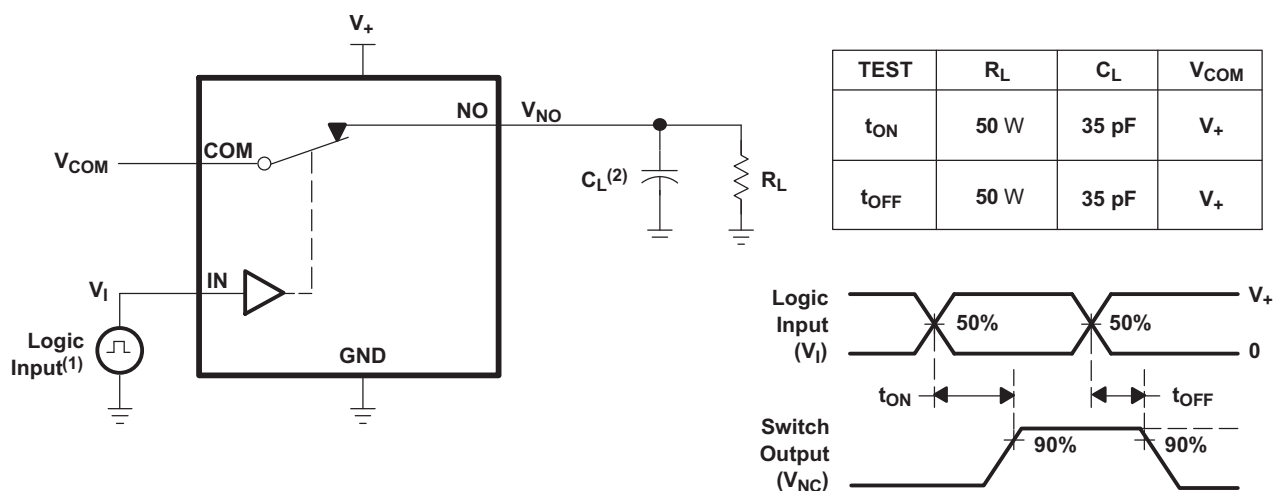 V+
NO
VNO
COM
VCOM
CL(2)
RL
IN
VI
Logic
Input(1)
GND
TEST RL CL VCOM
tON 50 W 35 pF V+
tOFF 50 W 35 pF V+
Logic
Input
(VI)
50%
50%
V+
0
tON
tOFF
Switch
Output
(VNC)
90%
90%